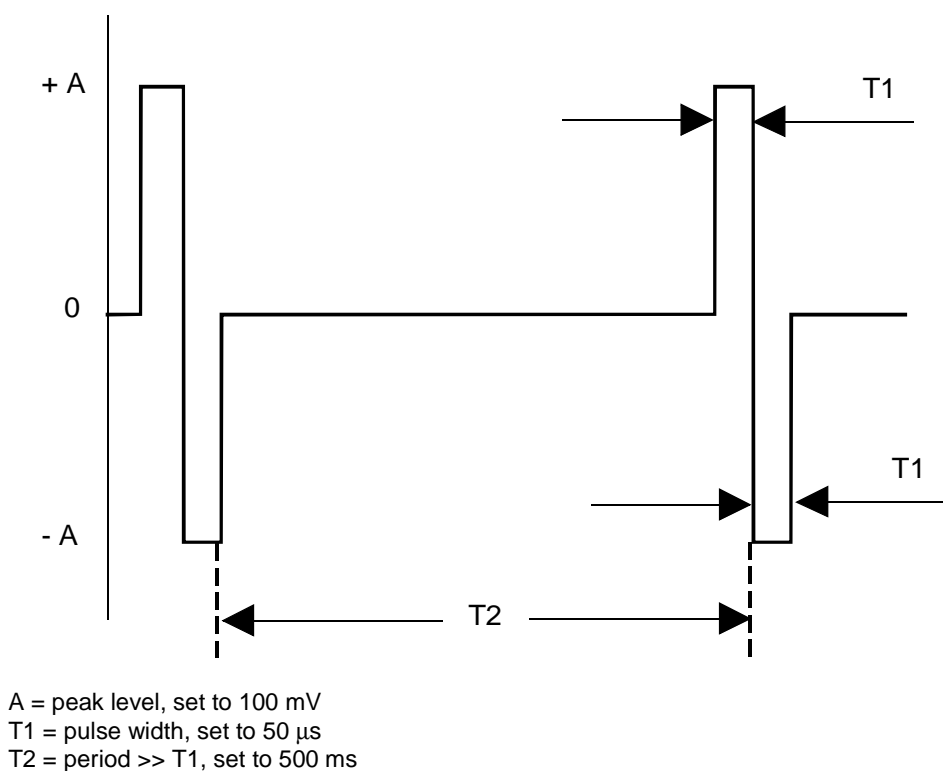 + A
T1
0
T1
- A
T2
A = peak level, set to 100 mV
T1 = pulse width, set to 50 μs
T2 = period >> T1, set to 500 ms